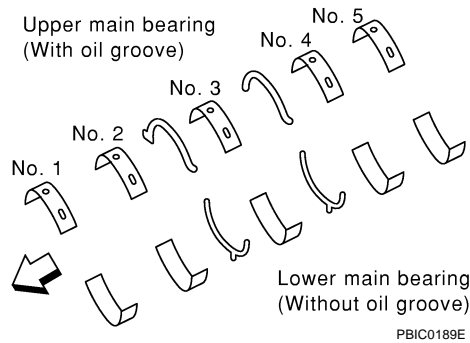 Upper main bearing
(With oil groove)
No. 5
No. 4
No. 3
No. 2
No. 1
Lower main bearing
(Without oil groove)
PBIC0189E